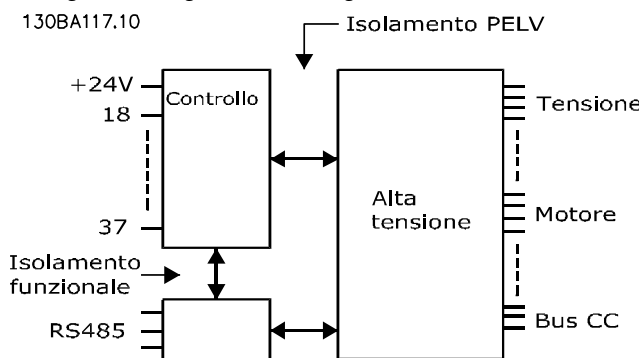 130BA117.10
Isolamento PELV
+24V
Controllo
18
37
Alta
tensione
Tensione
Motore
Bus CC
Isolamento
funzionale
RS485